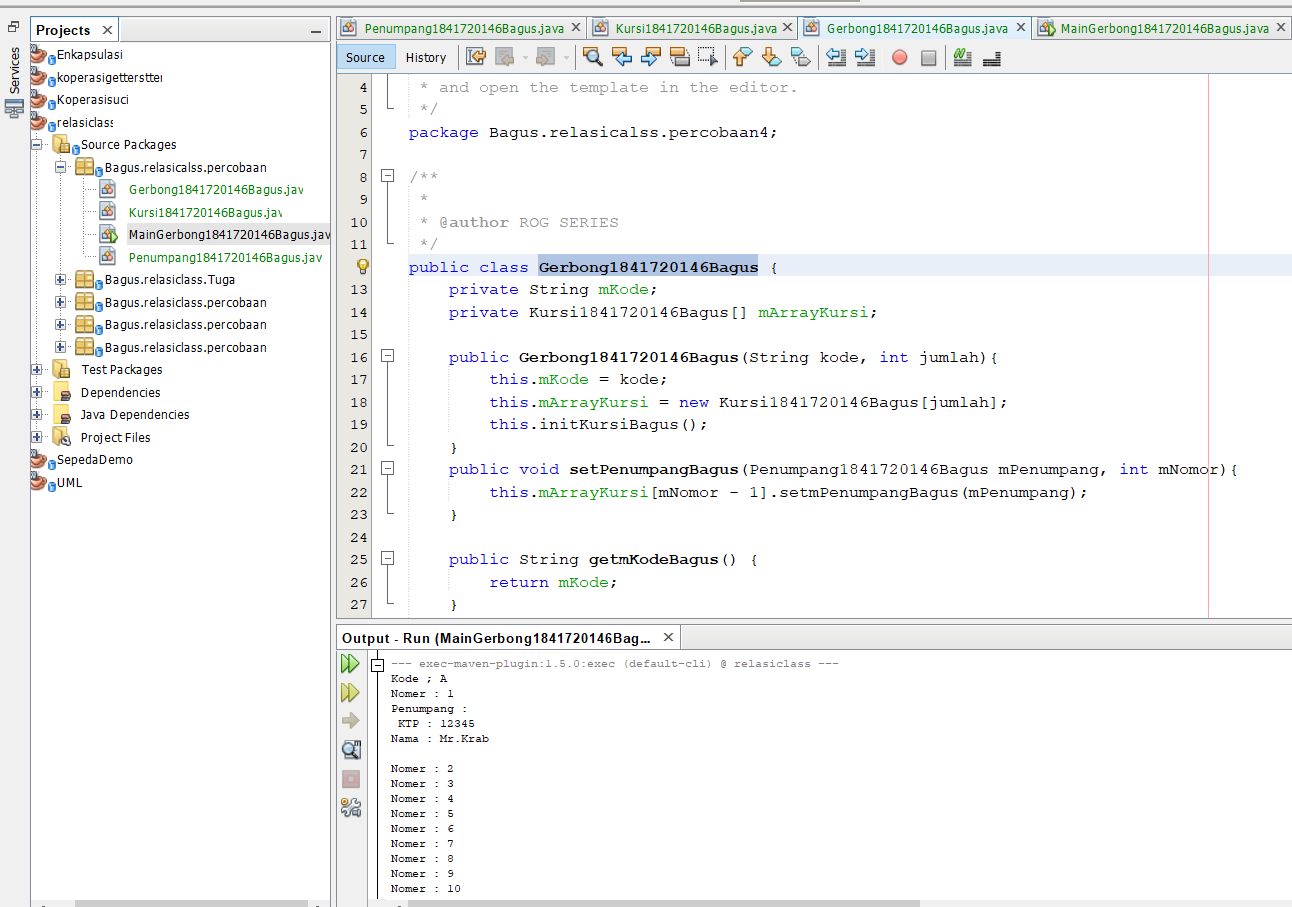 Services
Projects
Enkapsulasi
koperasigetterstter
Koperasisuci
relasiclass
Source Packages
Bagus.relasicalss.percobaan
Gerbong1841720146Bagus.jav
Kursi1841720146Bagus.jav
MainGerbong1841720146Bagus.jav
Penumpang1841720146Bagus.jav
Bagus.relasiclass.Tuga
Bagus.relasiclass.percobaan
Bagus.relasiclass.percobaan
Bagus.relasiclass.percobaan
Test Packages
Dependencies
Java Dependencies
Project Files
SepedaDemo
UML
Penumpang1841720146Bagus.java Kursi1841720146Bagus.java Gerbong1841720146Bagus.java MainGerbong1841720146Bagus.java
Source History
4 * and open the template in the editor.
5 */
6 package Bagus.relasicalss.percobaan4;
7
8 /**
9 *
10 * @author ROG SERIES
11 */
public class Gerbong1841720146Bagus {
13 private String mKode;
14 private Kursi1841720146Bagus[] mArrayKursi;
15
16 public Gerbong1841720146Bagus(String kode, int jumlah){
17 this.mKode = kode;
18 this.mArrayKursi = new Kursi1841720146Bagus[jumlah];
19 this.initKursiBagus();
20 }
21 public void setPenumpangBagus(Penumpang1841720146Bagus mPenumpang, int mNomor){
22 this.mArrayKursi[mNomor - 1].setmPenumpangBagus(mPenumpang);
23 }
24
25 public String getmKodeBagus() {
26 return mKode;
27 }
Output - Run (MainGerbong1841720146Bag...
--- exec-maven-plugin:1.5.0:exec (default-cli) @ relasiclass ---
Kode ; A
Nomer : 1
Penumpang :
KTP : 12345
Nama : Mr.Krab
Nomer : 2
Nomer : 3
Nomer : 4
Nomer : 5
Nomer : 6
Nomer : 7
Nomer : 8
Nomer : 9
Nomer : 10